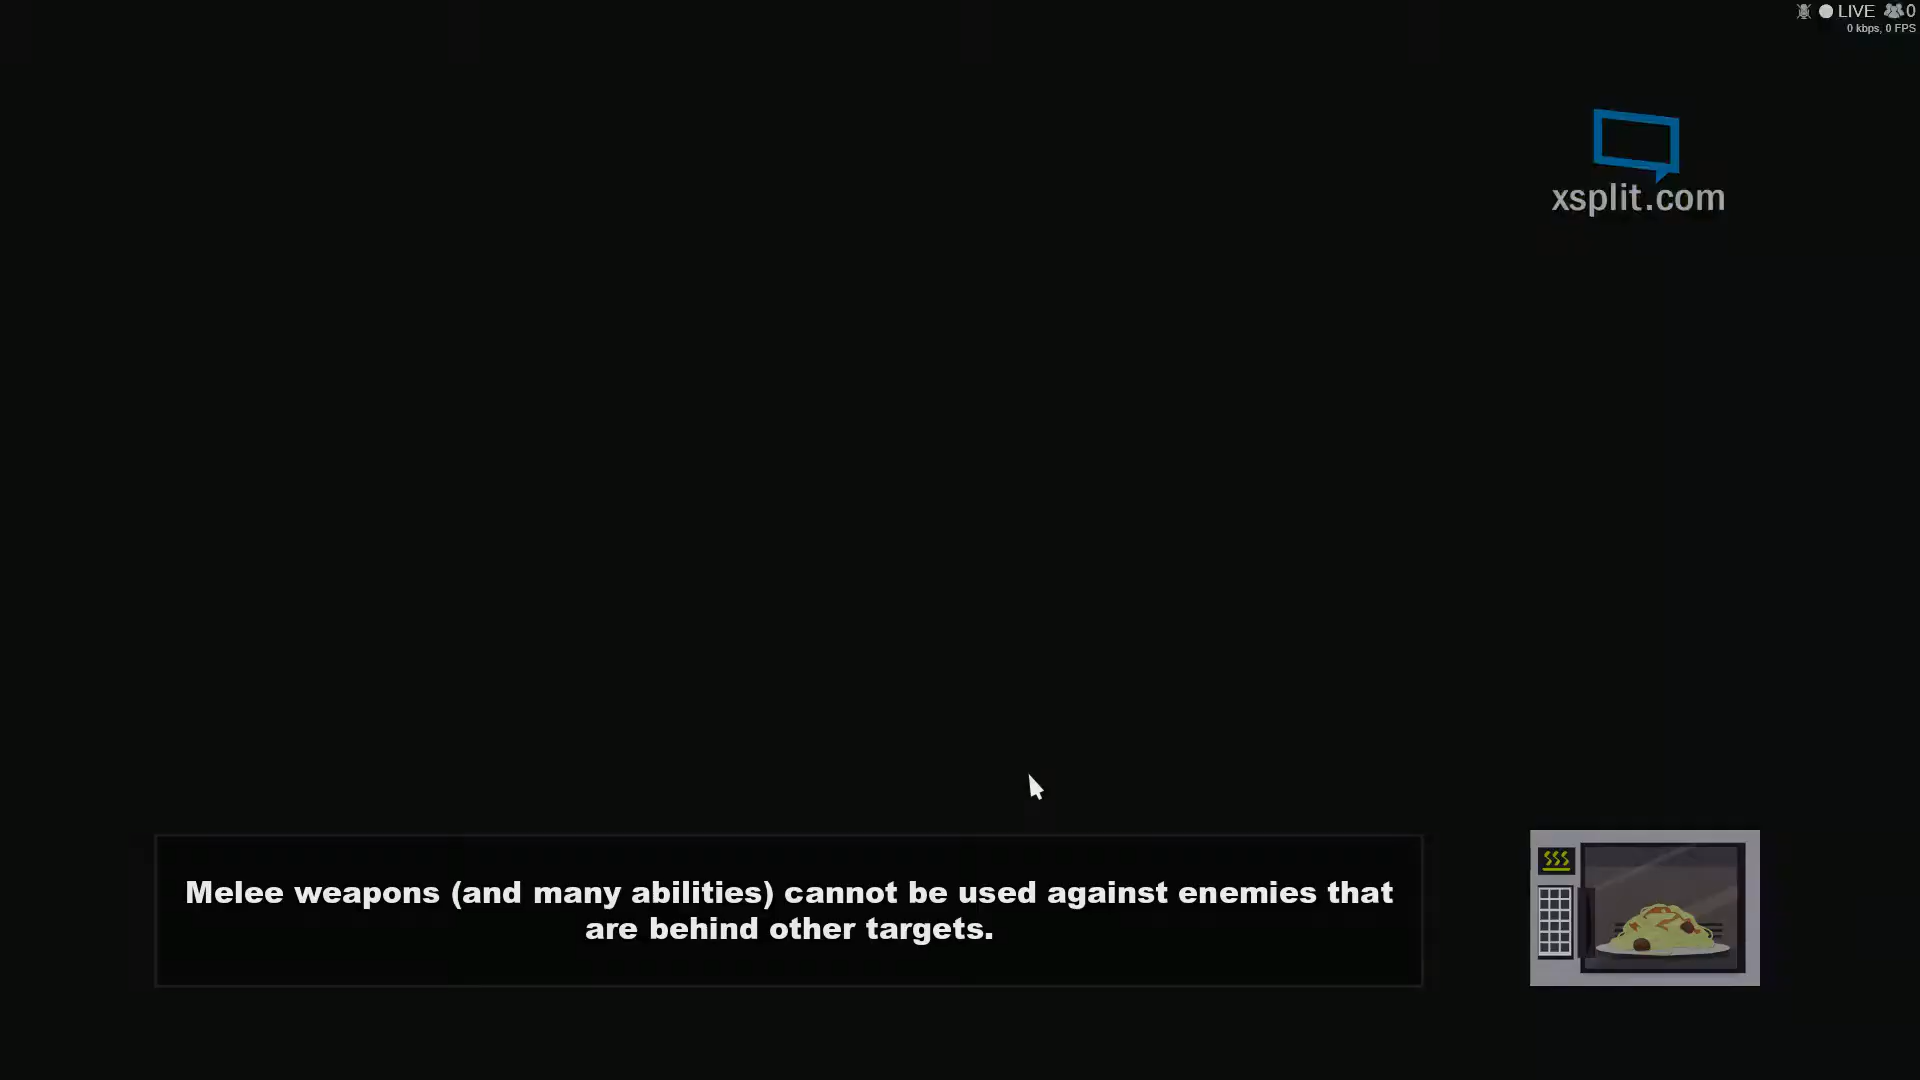 LIVE 0
0 kbps, 0 FPS
xsplit.com
Melee weapons (and many abilities) cannot be used against enemies that
are behind other targets.